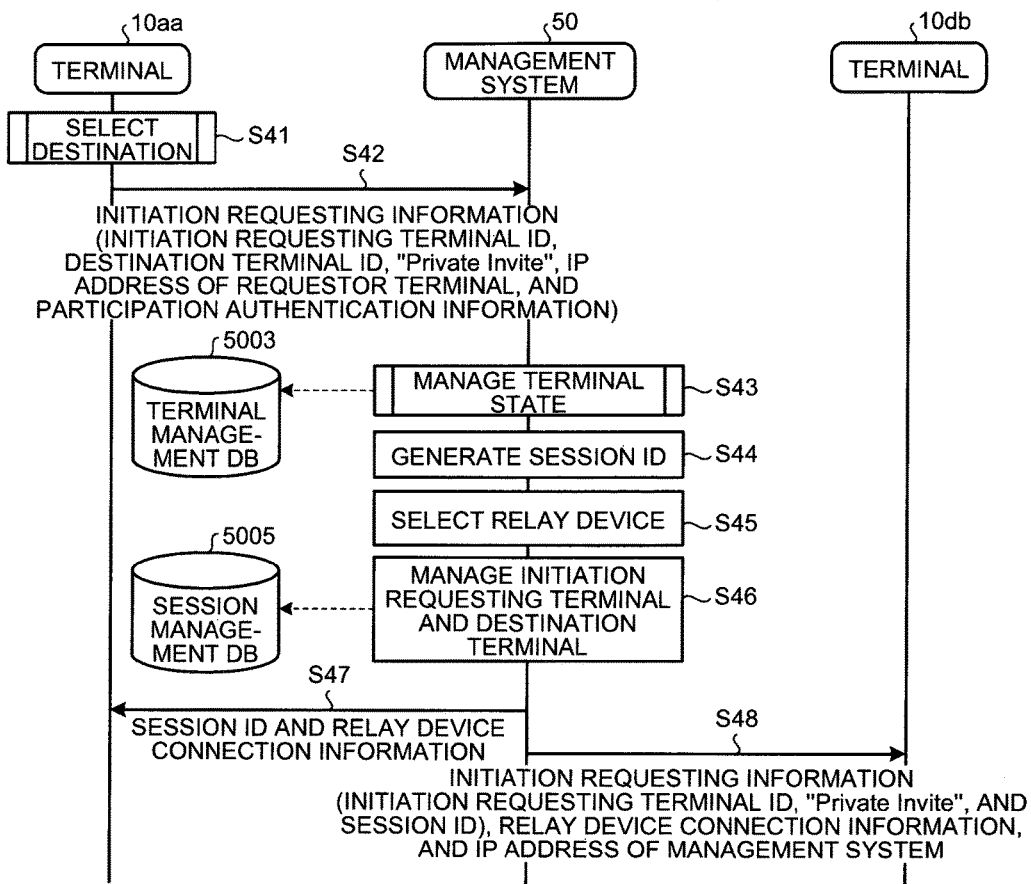 10aa
50
10db
TERMINAL
MANAGEMENT
SYSTEM
TERMINAL
SELECT
DESTINATION
S41
S42
INITIATION REQUESTING INFORMATION
(INITIATION REQUESTING TERMINAL ID,
DESTINATION TERMINAL ID, "Private Invite", IP
ADDRESS OF REQUESTOR TERMINAL, AND
PARTICIPATION AUTHENTICATION INFORMATION)
5003
TERMINAL
MANAGE-
MENT DB
MANAGE TERMINAL
STATE
S43
GENERATE SESSION ID
S44
SELECT RELAY DEVICE
S45
5005
SESSION
MANAGE-
MENT DB
MANAGE INITIATION
REQUESTING TERMINAL
AND DESTINATION
TERMINAL
S46
S47
SESSION ID AND RELAY DEVICE
CONNECTION INFORMATION
S48
INITIATION REQUESTING INFORMATION
(INITIATION REQUESTING TERMINAL ID, "Private Invite", AND
SESSION ID), RELAY DEVICE CONNECTION INFORMATION,
AND IP ADDRESS OF MANAGEMENT SYSTEM